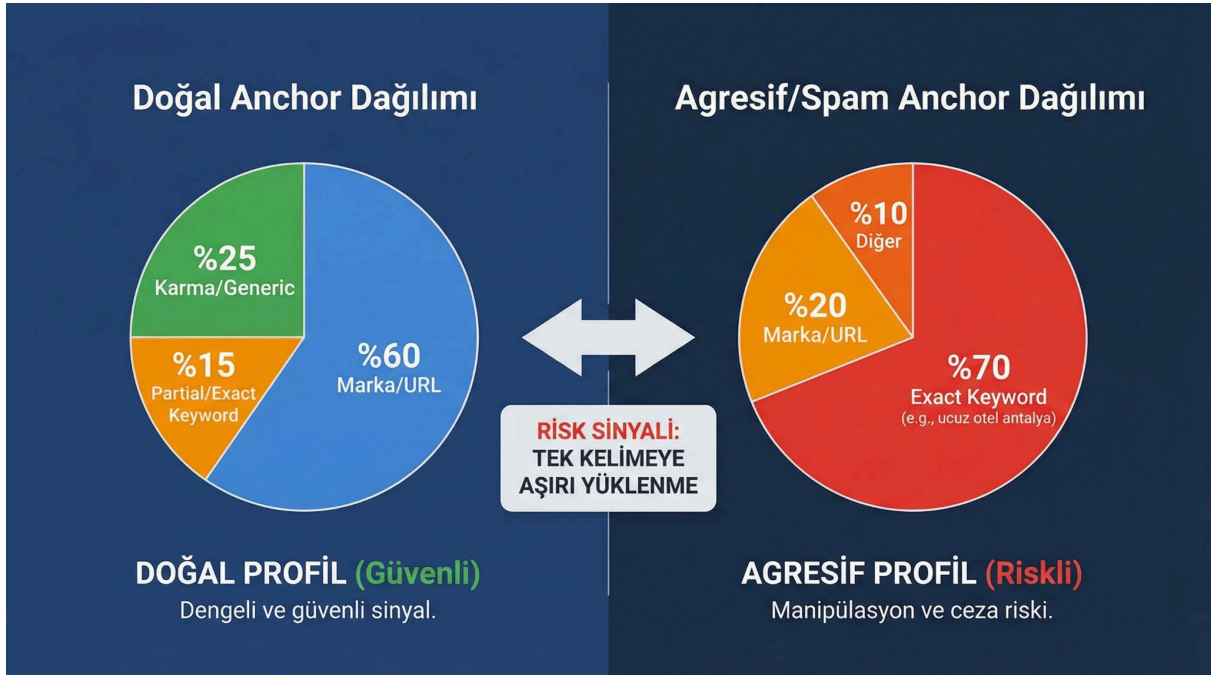 Doğal Anchor Dağılımı
%25
Karma/Generic
%15
Partial/Exact
Keyword
%60
Marka/URL
DOĞAL PROFİL (Güvenli)
Dengeli ve güvenli sinyal.
RİSK SİNYALİ:
TEK KELİMEYE
AŞIRI YÜKLENME
Agresif/Spam Anchor Dağılımı
%10
Diğer
%20
Marka/URL
%70
Exact Keyword
(e.g., ucuz otel antalya)
AGRESİF PROFİL (Riskli)
Manipülasyon ve ceza riski.